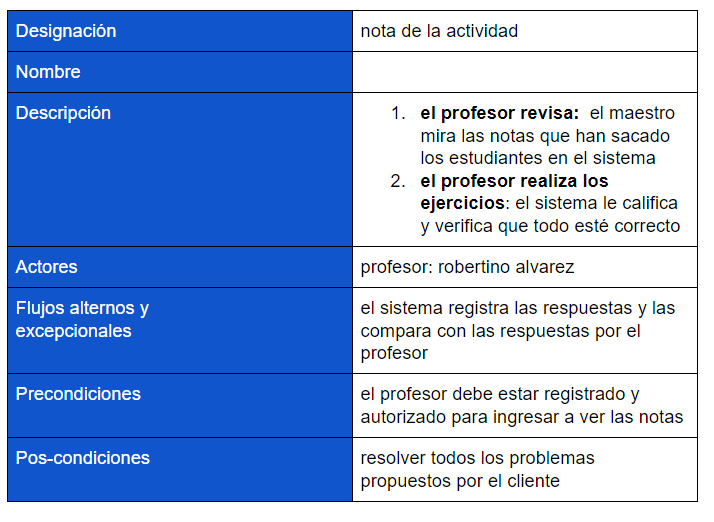 Designación
nota de la actividad
Nombre
Descripción
1. el profesor revisa: el maestro
mira las notas que han sacado
los estudiantes en el sistema
2. el profesor realiza los
ejercicios: el sistema le califica
y verifica que todo esté correcto
Actores
profesor: robertino alvarez
Flujos alternos y
excepcionales
el sistema registra las respuestas y las
compara con las respuestas por el
profesor
Precondiciones
el profesor debe estar registrado y
autorizado para ingresar a ver las notas
Pos-condiciones
resolver todos los problemas
propuestos por el cliente